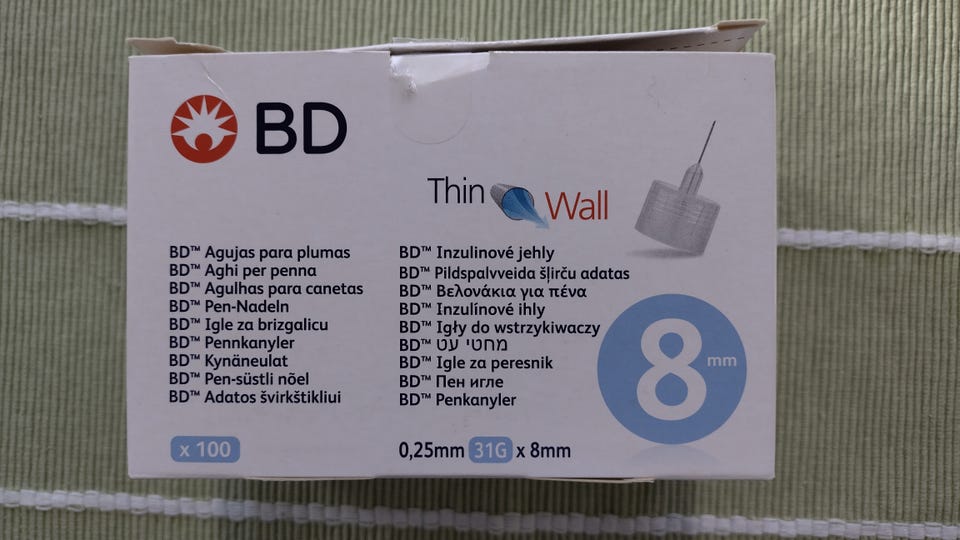 BD
Thin Wall
BD™ Agujas para plumas
BD™ Aghi per penna
BD™ Agulhas para canetas
BD™ Pen-Nadeln
BD™ Igle za brizgalicu
BD™ Pennkanyler
BD™ Kynäneulat
BD™ Pen-süstli nõel
BD™ Adatos švirkštikliui
x 100
BD™ Inzulinové jehly
BD™ Pildspalvveida šļirču adatas
BD™ Βελονάκια για πένα
BD™ Inzulínové ihly
BD™ Igły do wstrzykiwaczy
BD™ מחטי עט
BD™ Igle za peresnik
BD™ Пен игле
BD™ Penkanyler
0,25mm 31G x 8mm
8 mm